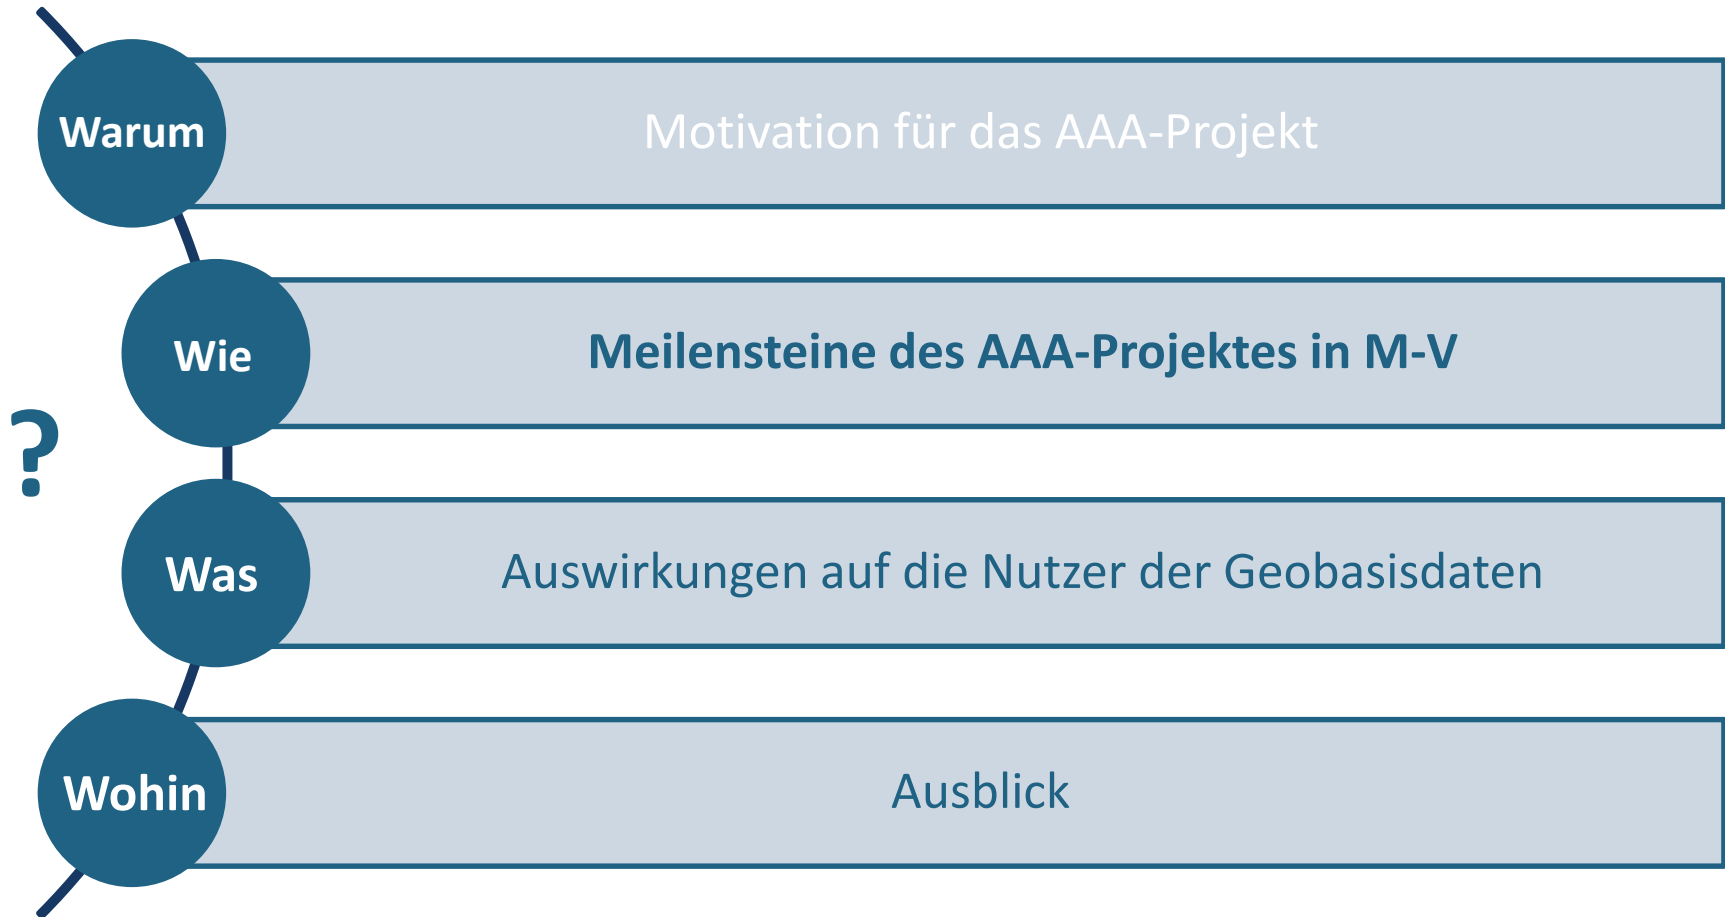 Warum
Motivation für das AAA-Projekt
Wie
Meilensteine des AAA-Projektes in M-V
?
Was
Auswirkungen auf die Nutzer der Geobasisdaten
Wohin
Ausblick